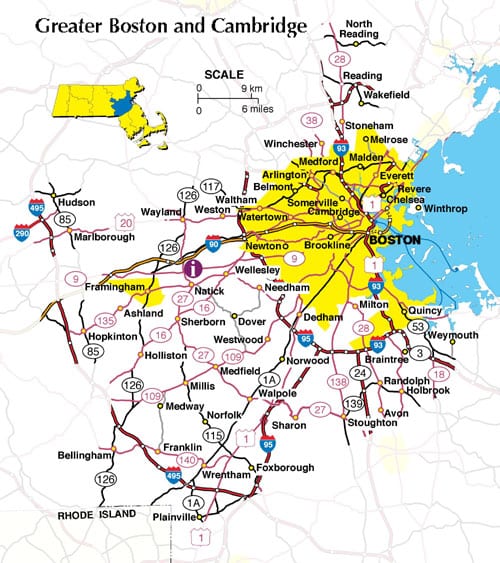 Greater Boston and Cambridge
North
Reading
28
SCALE
0 9 km
0 6 miles
Reading
Wakefield
38
Stoneham
Winchester
93
Melrose
Medford
Malden
Arlington
Everett
Belmont
Revere
Hudson
126
117
Waltham
Somerville
1
Chelsea
495
85
Weston
Cambridge
Winthrop
20
Wayland
Watertown
290
Marlborough
126
90
Newton
Brookline
BOSTON
9
i
Wellesley
9
1
Framingham
Natick
Needham
93
27
Milton
Ashland
16
Quincy
135
Sherborn
Dover
Dedham
28
53
Hopkinton
16
Westwood
95
Weymouth
85
Holliston
27
109
93
3
Medfield
Norwood
Braintree
24
18
126
Millis
1A
138
Randolph
109
Walpole
139
Holbrook
Medway
27
Avon
Norfolk
Sharon
Stoughton
115
1
95
Franklin
Bellingham
140
Foxborough
126
495
Wrentham
1A
RHODE ISLAND
Plainville
1